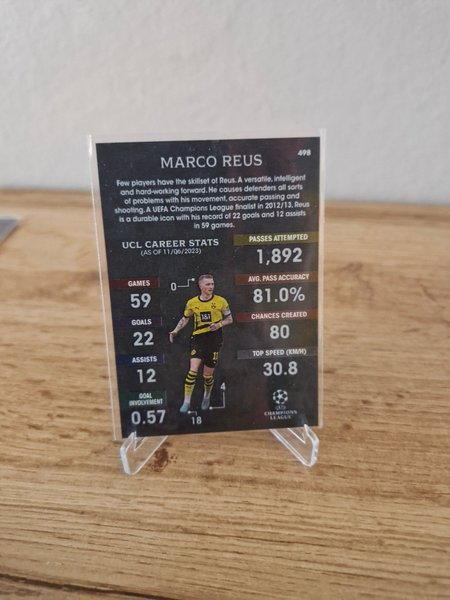 498
MARCO REUS
Few players have the skillset of Reus. A versatile, intelligent
and hard-working forward. He causes defenders all sorts
of problems with his movement, accurate passing and
shooting. A UEFA Champions League finalist in 2012/13, Reus
is a durable icon with his record of 22 goals and 12 assists
in 59 games.
UCL CAREER STATS
(AS OF 11/06/2023)
GAMES
59
GOALS
22
ASSISTS
12
GOAL
INVOLVEMENT
0.57
0
4
18
PASSES ATTEMPTED
1,892
AVG. PASS ACCURACY
81.0%
CHANCES CREATED
80
TOP SPEED (KM/H)
30.8
CHAMPIONS
LEAGUE